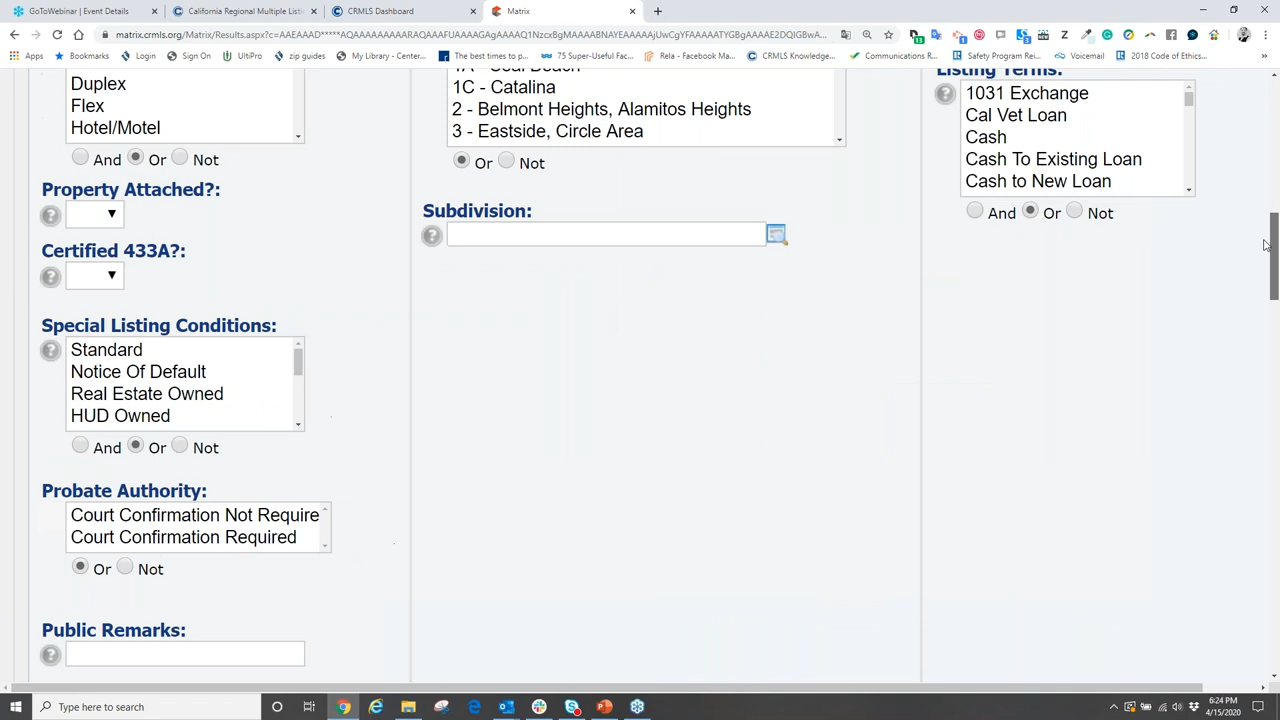 GoToWebinar | Event Details
California Regional Multiple Listi
CRMLS Dashboard
Matrix
matrix.crmls.org/Matrix/Results.aspx?c=AAEAAAD*****AQAAAAAAAAARAQAAAFUAAAAGAgAAAAQ1NzcxBgMAAAABNAYEAAAAAjUwCgYFAAAAATYGBgAAAAE2DQIGBwA...
Apps
Bookmarks
Login
Sign On
UltiPro
zip guides
My Library - Center...
The best times to p...
75 Super-Useful Fac...
Rela - Facebook Ma...
CRMLS Knowledge...
Communications R...
Safety Program Rei...
Voicemail
2018 Code of Ethics...
Duplex
Flex
Hotel/Motel
And Or Not
Property Attached?:
Certified 433A?:
Special Listing Conditions:
Standard
Notice Of Default
Real Estate Owned
HUD Owned
And Or Not
Probate Authority:
Court Confirmation Not Require
Court Confirmation Required
Or Not
Public Remarks:
1A - Seal Beach
1C - Catalina
2 - Belmont Heights, Alamitos Heights
3 - Eastside, Circle Area
Or Not
Subdivision:
Listing Terms:
1031 Exchange
Cal Vet Loan
Cash
Cash To Existing Loan
Cash to New Loan
And Or Not
Type here to search
6:24 PM
4/15/2020